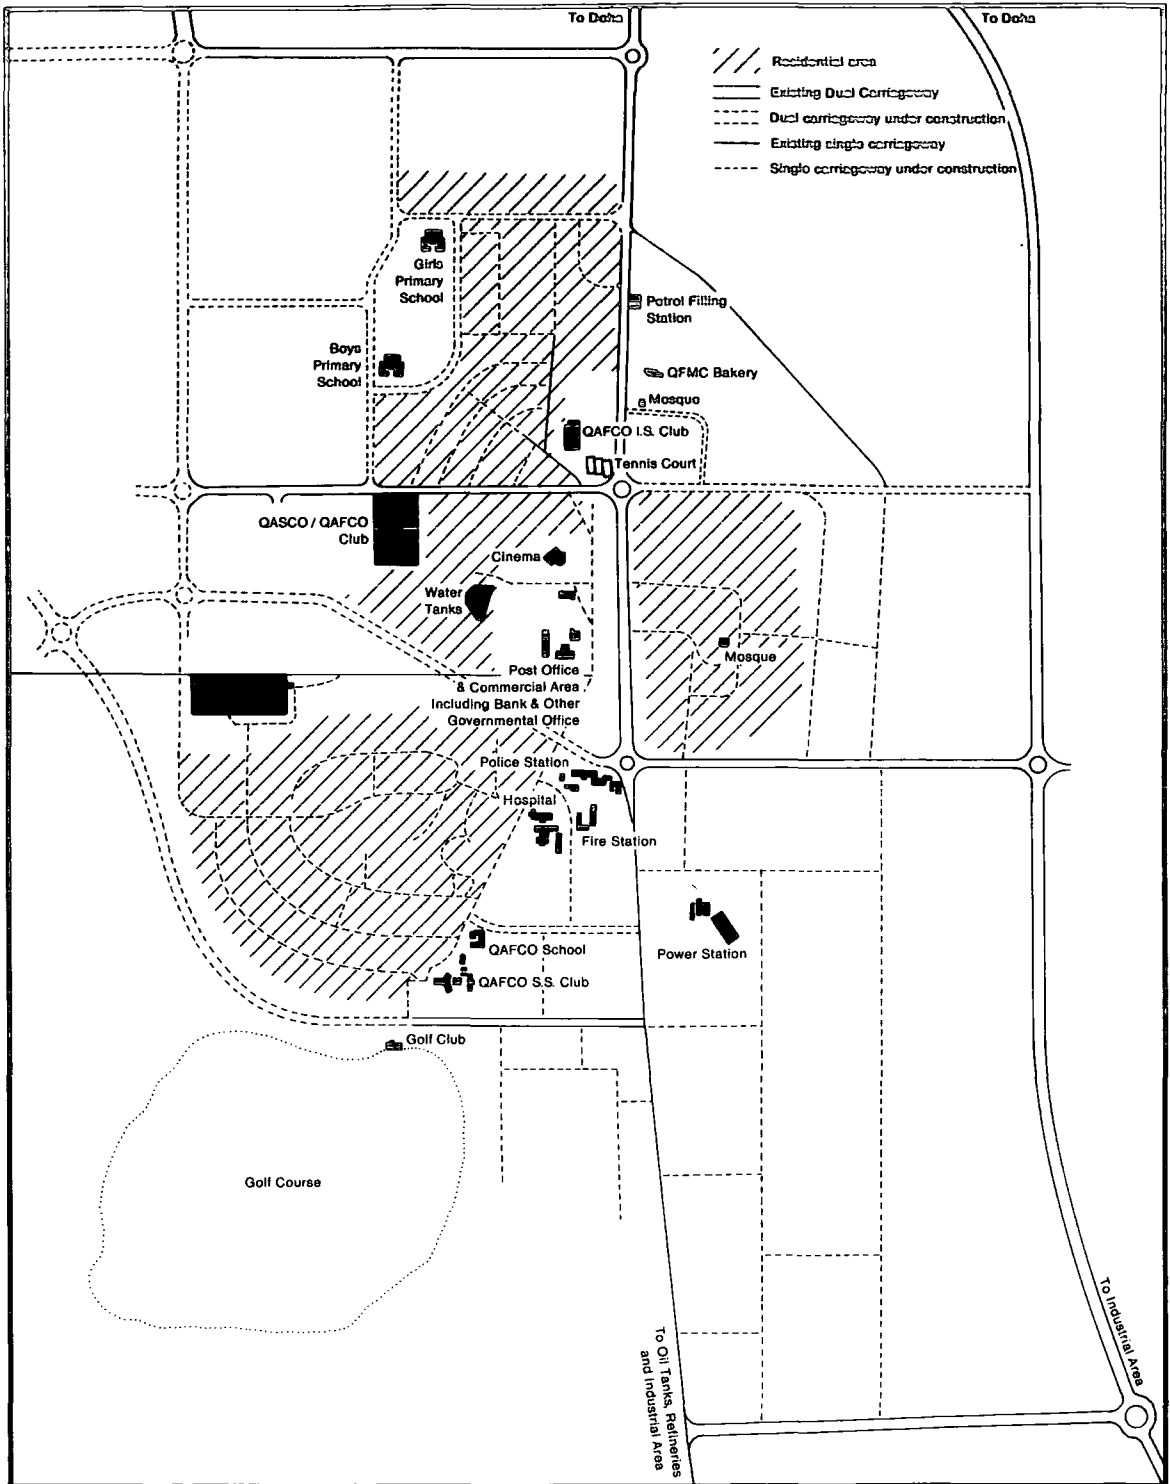 To Doha
To Doha
Residential area
Existing Dual Carriageway
Dual carriageway under construction
Existing single carriageway
Single carriageway under construction
Girls
Primary
School
Petrol Filling
Station
Boys
Primary
School
QFMC Bakery
Mosque
QAFCO I.S. Club
Tennis Court
QASCO / QAFCO
Club
Cinema
Water
Tanks
Mosque
Post Office
& Commercial Area
Including Bank & Other
Governmental Office
Police Station
Hospital
Fire Station
QAFCO School
Power Station
QAFCO S.S. Club
Golf Club
Golf Course
To Industrial Area
To Oil Tanks, Refineries
and Industrial Area